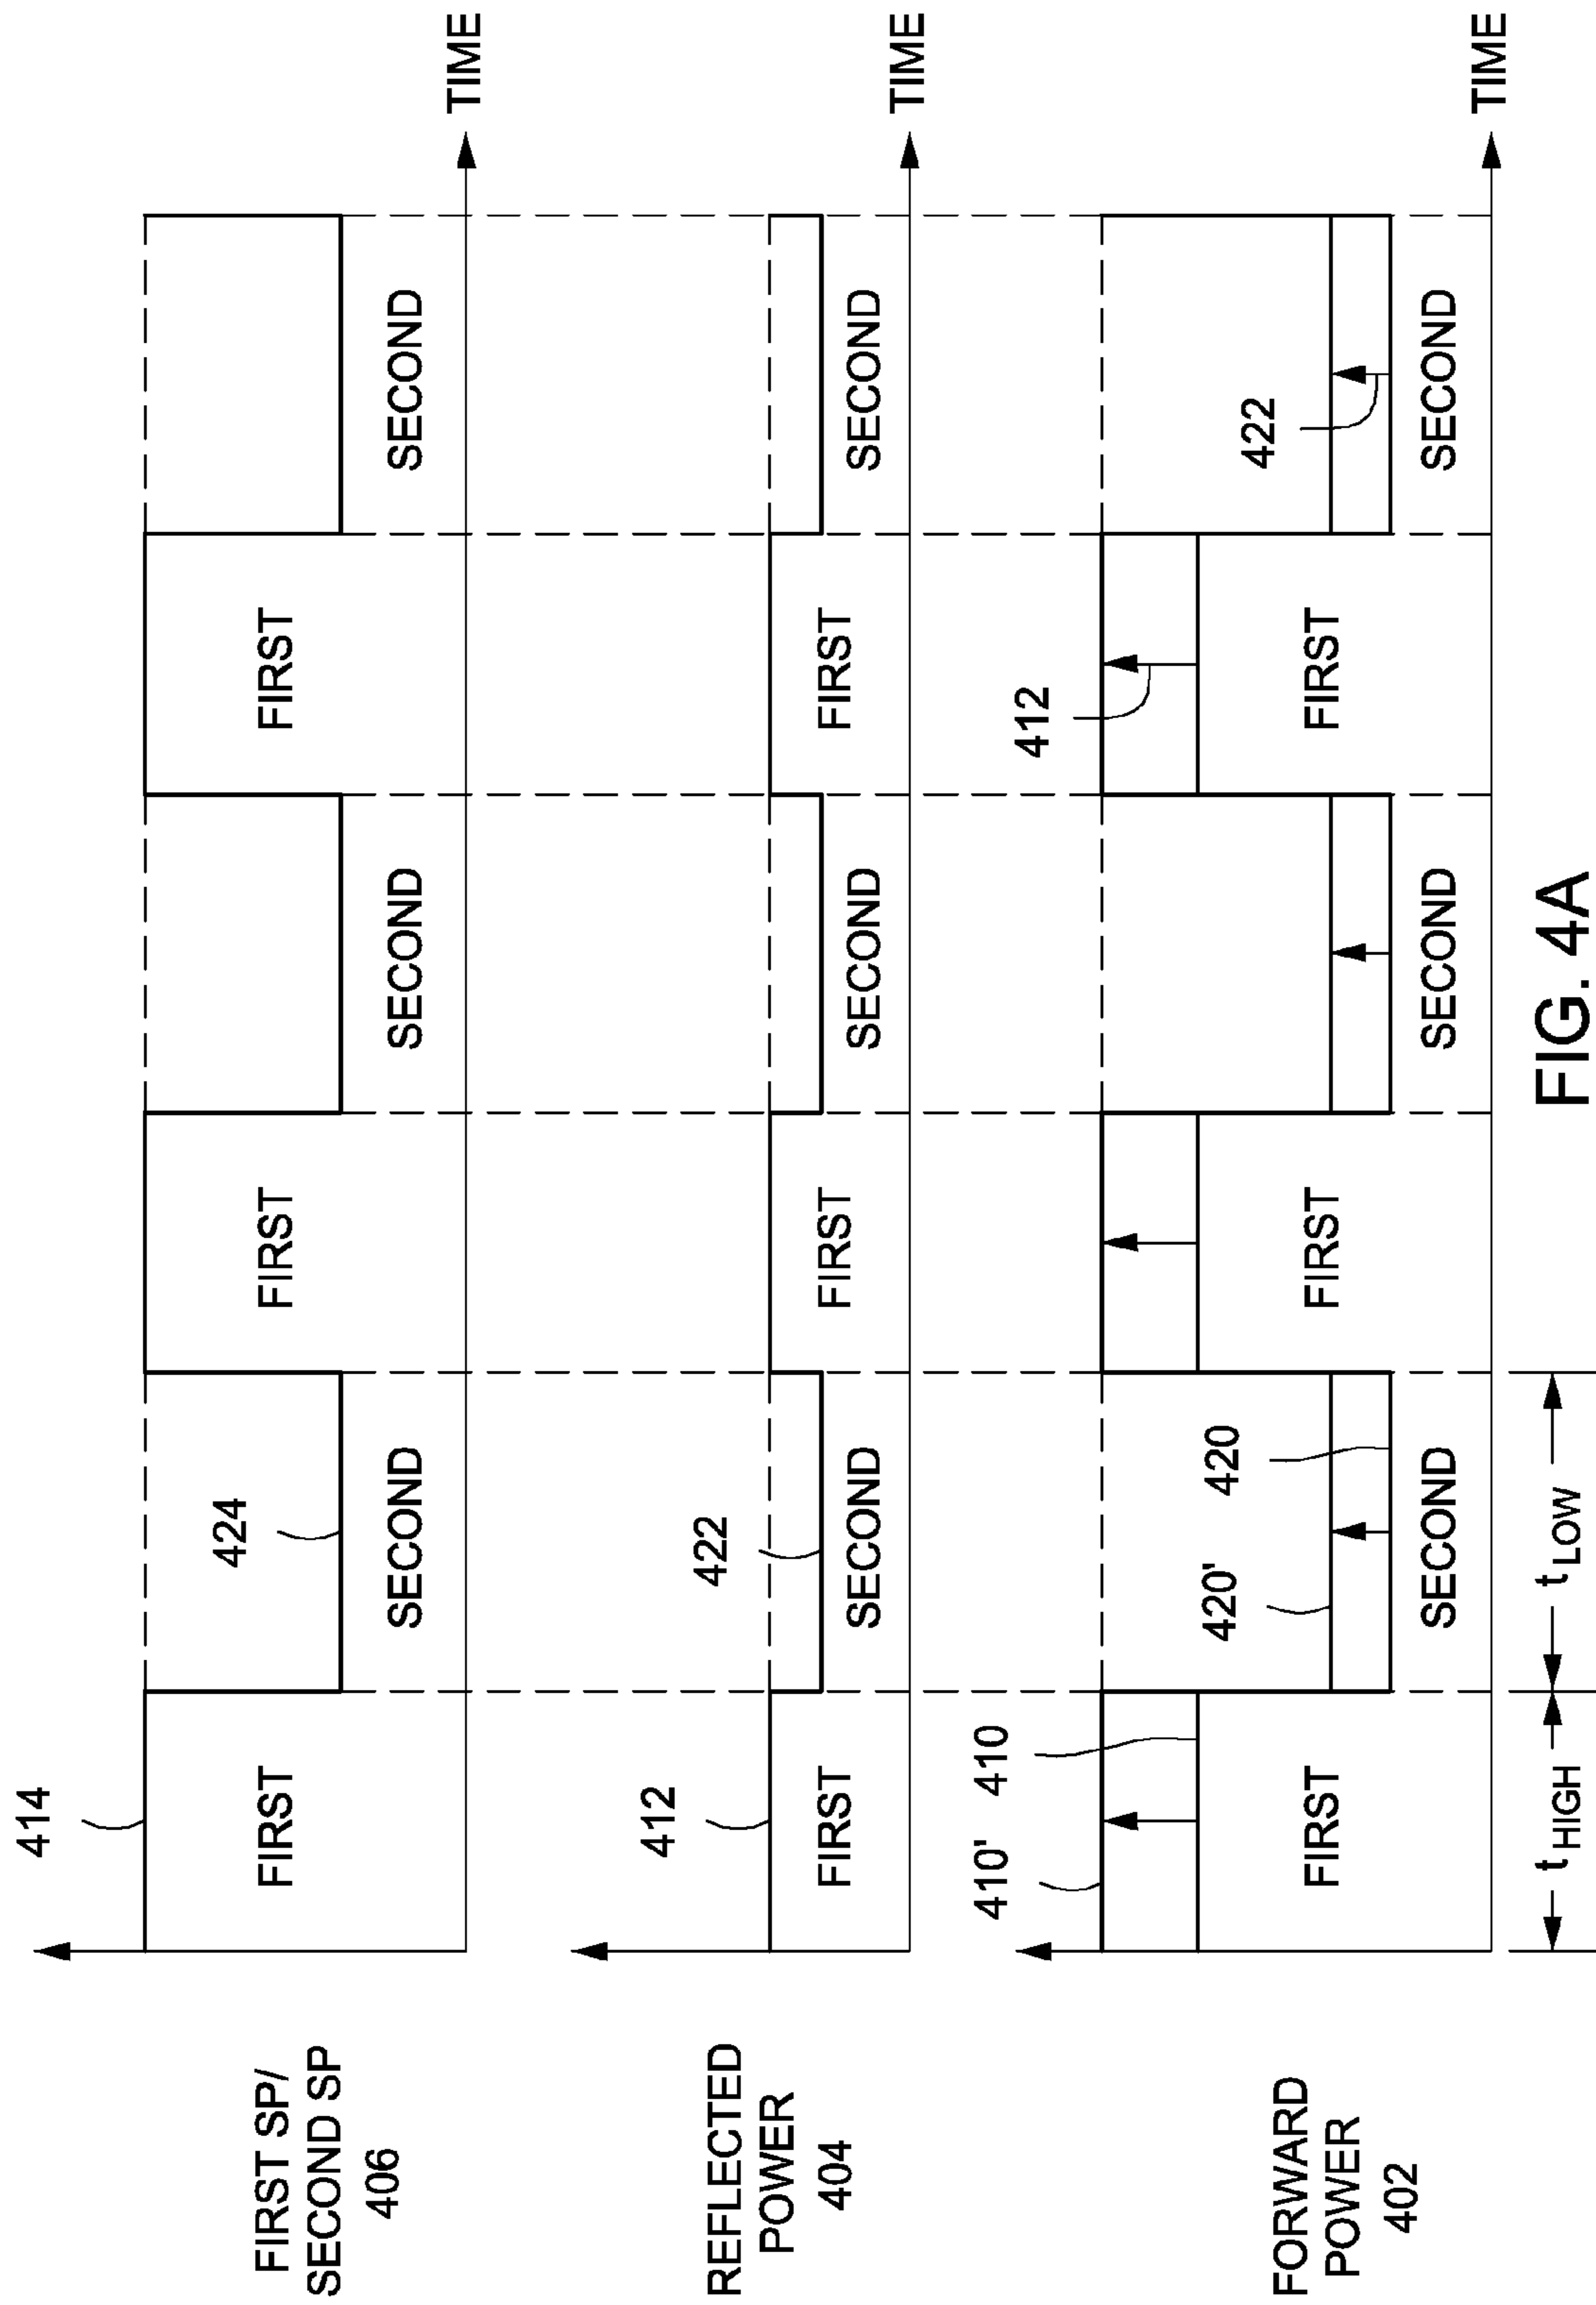 FIRST SP/
SECOND SP
406
414
424
FIRST
SECOND
FIRST
SECOND
FIRST
SECOND
TIME
REFLECTED
POWER
404
412
422
FIRST
SECOND
FIRST
SECOND
FIRST
SECOND
TIME
FORWARD
POWER
402
410'
410
420'
420
412
422
FIRST
SECOND
FIRST
SECOND
FIRST
SECOND
TIME
t HIGH
t LOW
FIG. 4A